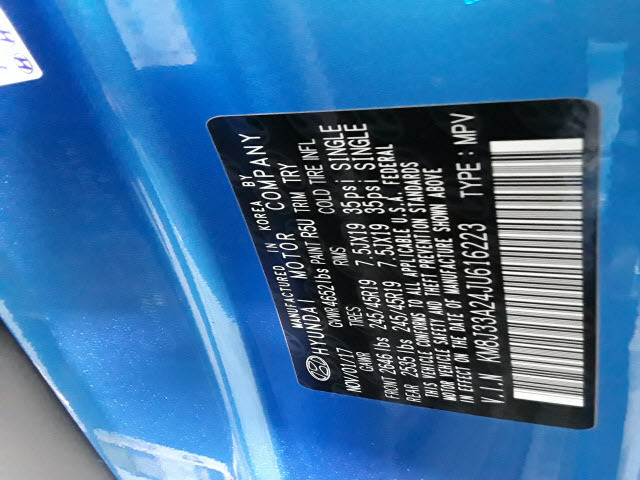 MANUFACTURED IN KOREA BY
HYUNDAI MOTOR COMPANY
NOV/01/17 GVWR 4652 lbs PAINT R5U TRIM TRY
GAWR TIRES RIMS COLD TIRE INFL
FRONT 2646 lbs 245/45R19 7.5JX19 35psi SINGLE
REAR 2535 lbs 245/45R19 7.5JX19 35psi SINGLE
THIS VEHICLE CONFORMS TO ALL APPLICABLE U.S.A. FEDERAL
MOTOR VEHICLE SAFETY AND THEFT PREVENTION STANDARDS
IN EFFECT ON THE DATE OF MANUFACTURE SHOWN ABOVE
V.I.N KM8J33A24JU616223 TYPE : MPV